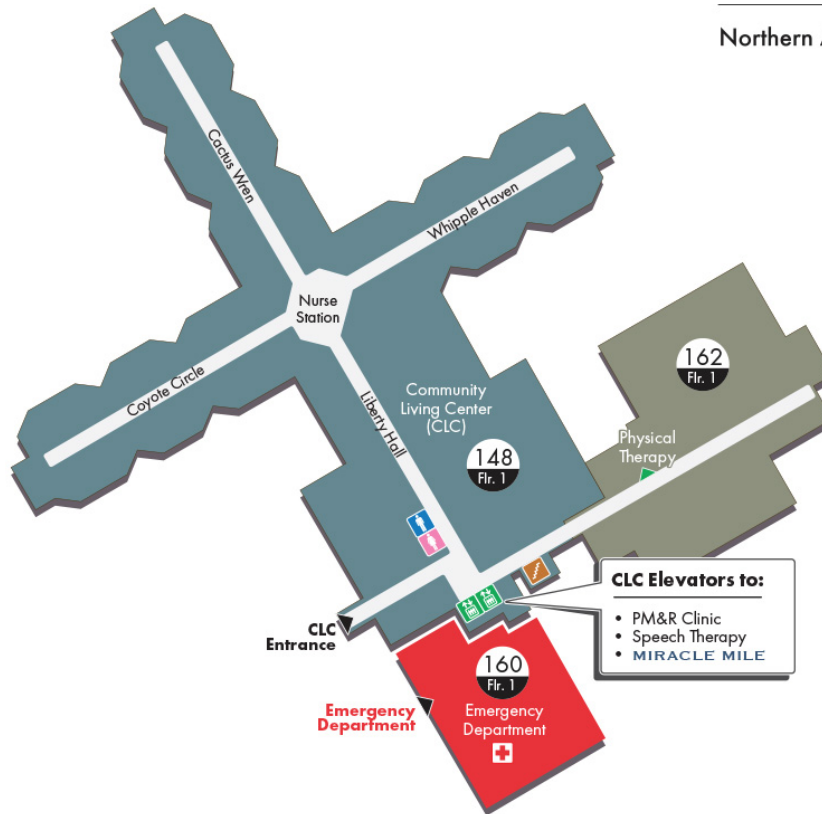 Northern
Cactus Wren
Whipple Haven
Nurse
Station
Coyote Circle
Liberty Hall
Community
Living Center
(CLC)
148
Flr. 1
162
Flr. 1
Physical
Therapy
CLC Elevators to:
• PM&R Clinic
• Speech Therapy
• MIRACLE MILE
CLC
Entrance
160
Flr. 1
Emergency
Department
Emergency
Department